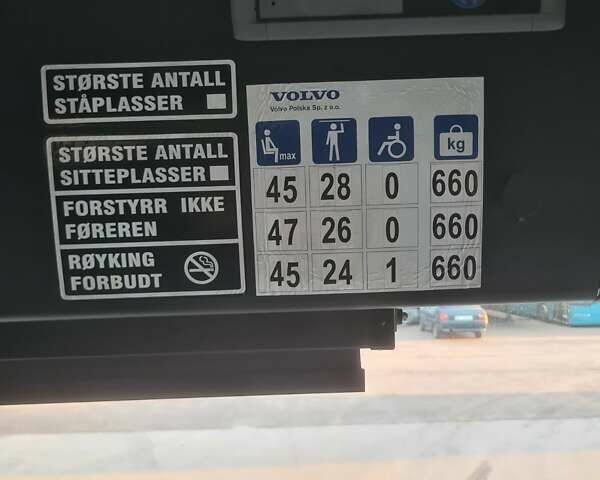 STØRSTE ANTALL
STÅPLASSER
STØRSTE ANTALL
SITTEPLASSER
FORSTYRR IKKE
FØREREN
RØYKING
FORBUDT
VOLVO
Volvo Polska Sp. z o.o.
max
kg
45 28 0 660
47 26 0 660
45 24 1 660